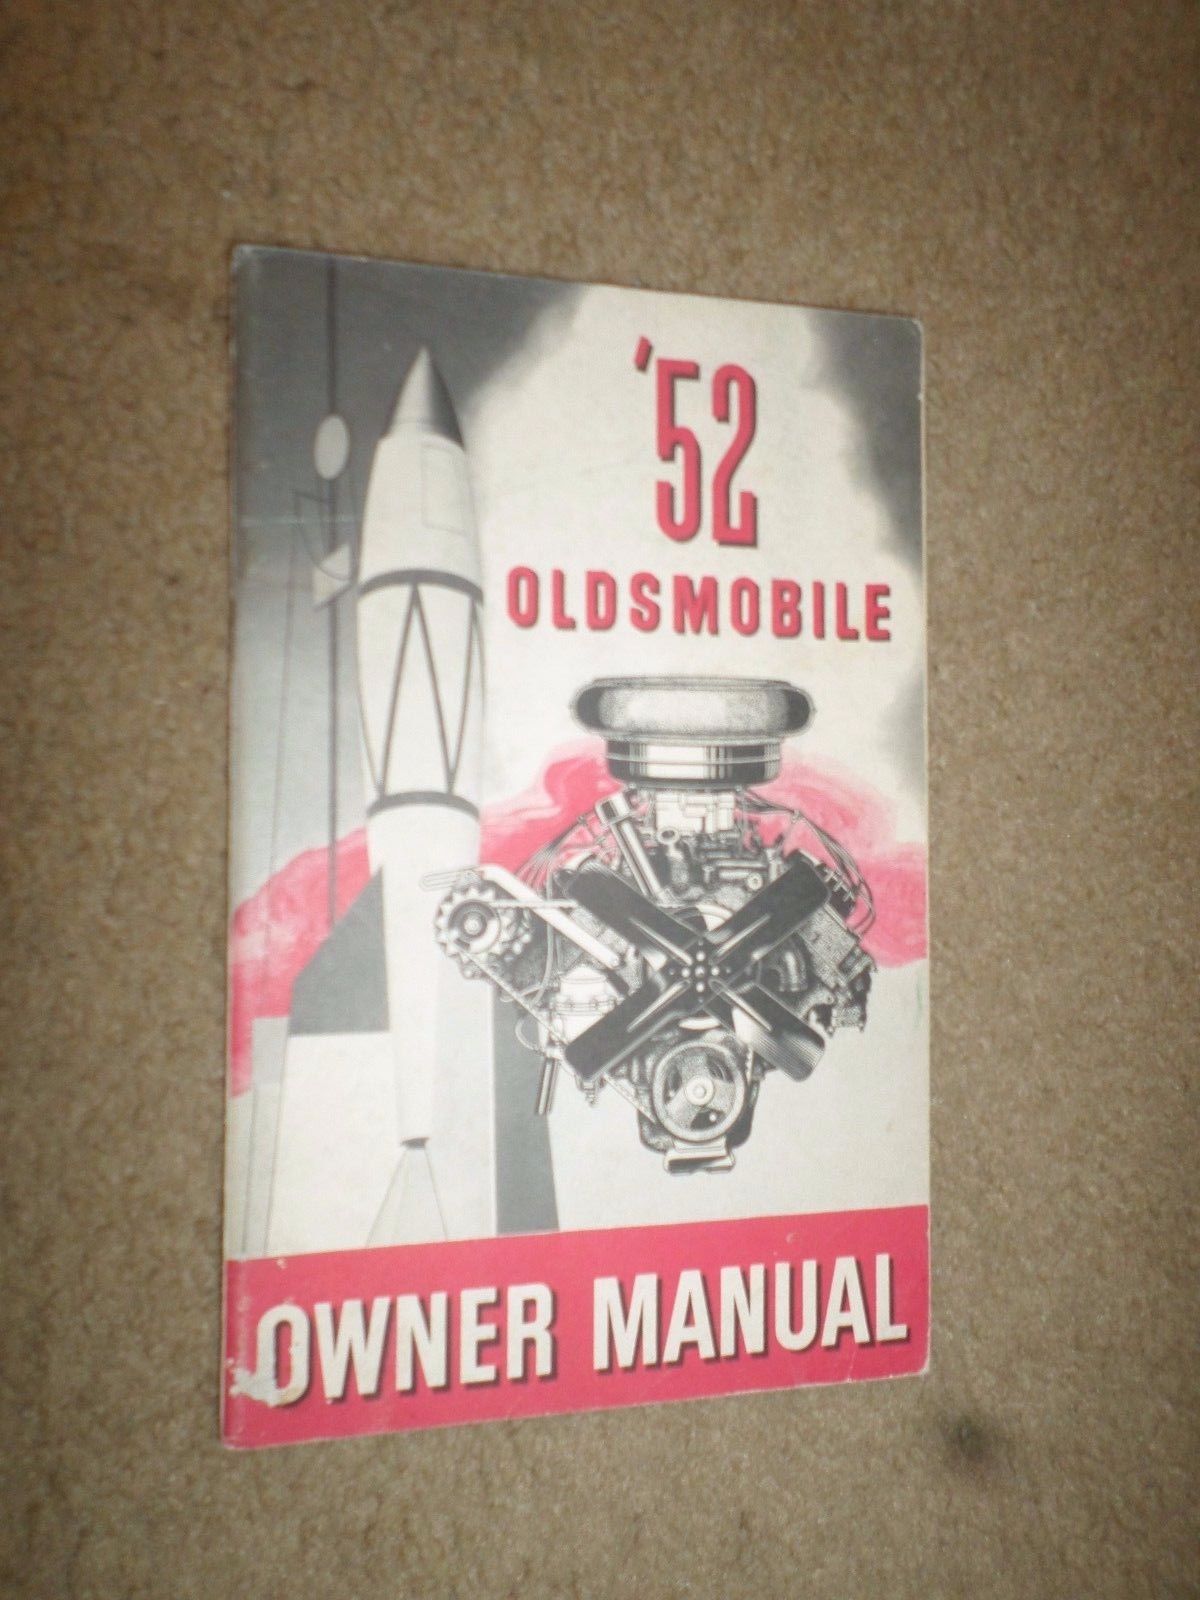 '52
OLDSMOBILE
OWNER MANUAL